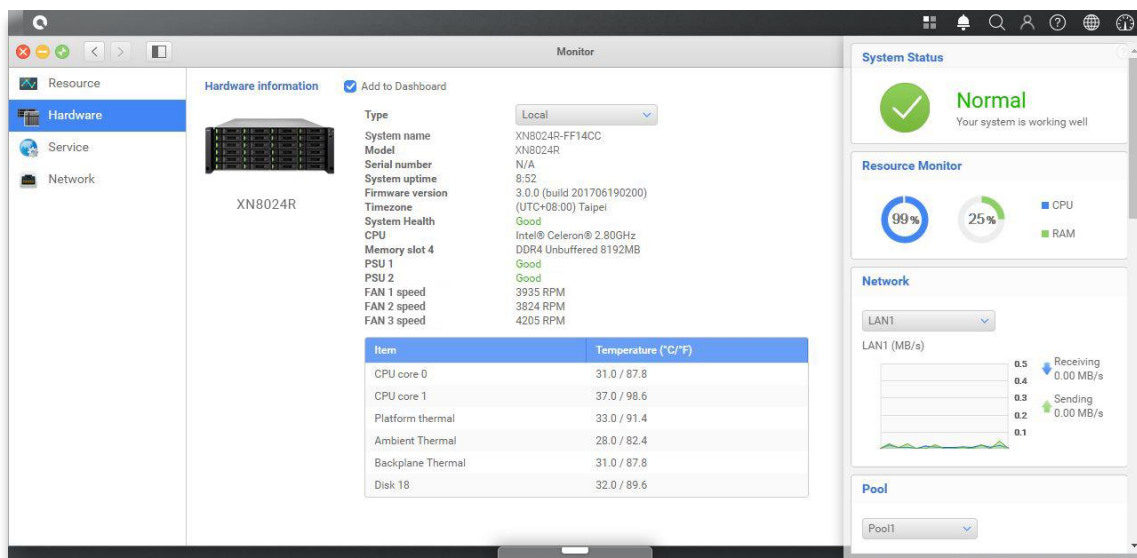 Monitor
Resource
Hardware
Service
Network
Hardware information
Add to Dashboard
XN8024R
Type Local
System name XN8024R-FF14CC
Model XN8024R
Serial number N/A
System uptime 8:52
Firmware version 3.0.0 (build 201706190200)
Timezone (UTC+08:00) Taipei
System Health Good
CPU Intel® Celeron® 2.80GHz
Memory slot 4 DDR4 Unbuffered 8192MB
PSU 1 Good
PSU 2 Good
FAN 1 speed 3935 RPM
FAN 2 speed 3824 RPM
FAN 3 speed 4205 RPM
Item Temperature (°C/°F)
CPU core 0 31.0 / 87.8
CPU core 1 37.0 / 98.6
Platform thermal 33.0 / 91.4
Ambient Thermal 28.0 / 82.4
Backplane Thermal 31.0 / 87.8
Disk 18 32.0 / 89.6
System Status
Normal
Your system is working well
Resource Monitor
99%
25%
CPU
RAM
Network
LAN1
LAN1 (MB/s)
0.5
0.4
0.3
0.2
0.1
Receiving
0.00 MB/s
Sending
0.00 MB/s
Pool
Pool1